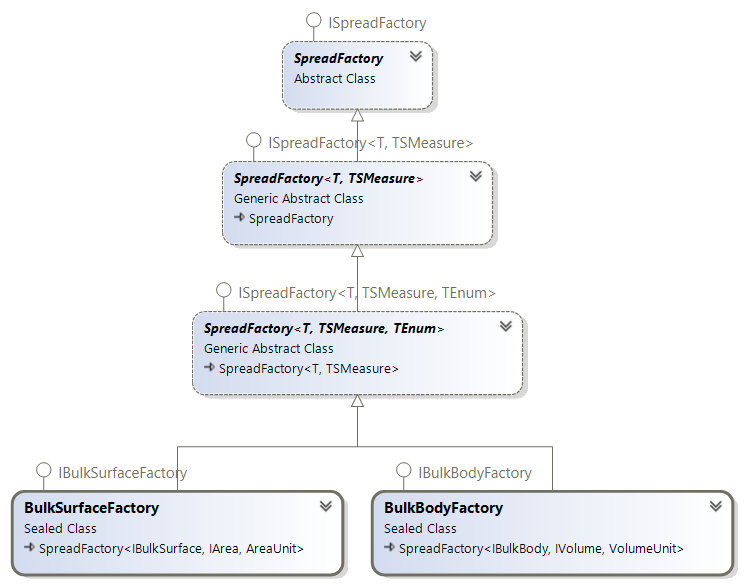 ISpreadFactory
SpreadFactory
Abstract Class
ISpreadFactory<T, TSMeasure>
SpreadFactory<T, TSMeasure>
Generic Abstract Class
SpreadFactory
ISpreadFactory<T, TSMeasure, TEnum>
SpreadFactory<T, TSMeasure, TEnum>
Generic Abstract Class
SpreadFactory<T, TSMeasure>
IBulkSurfaceFactory
BulkSurfaceFactory
Sealed Class
SpreadFactory<IBulkSurface, IArea, AreaUnit>
IBulkBodyFactory
BulkBodyFactory
Sealed Class
SpreadFactory<IBulkBody, IVolume, VolumeUnit>